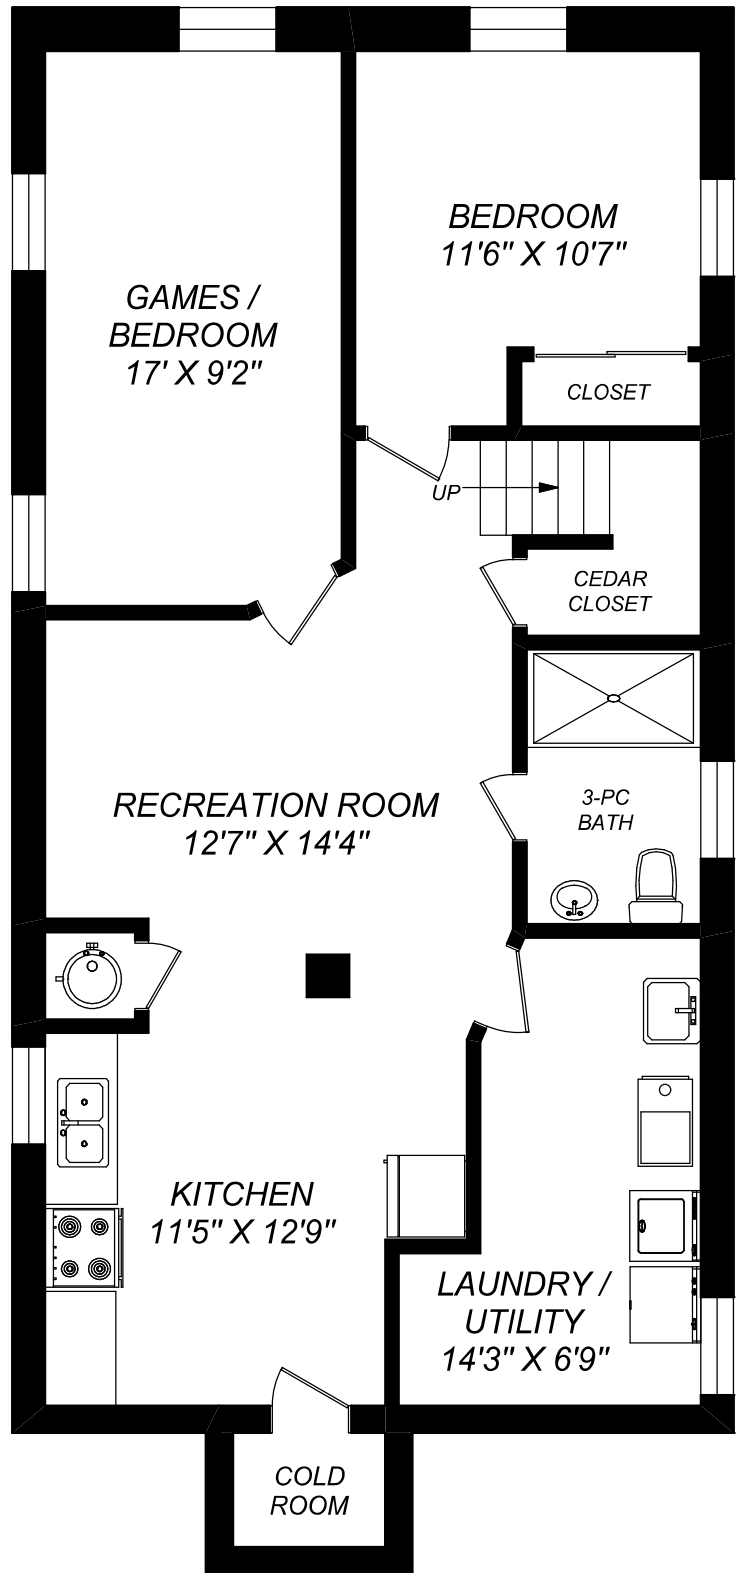 BEDROOM
11'6" X 10'7"
GAMES /
BEDROOM
17' X 9'2"
CLOSET
UP
CEDAR
CLOSET
RECREATION ROOM
12'7" X 14'4"
3-PC
BATH
KITCHEN
11'5" X 12'9"
LAUNDRY /
UTILITY
14'3" X 6'9"
COLD
ROOM